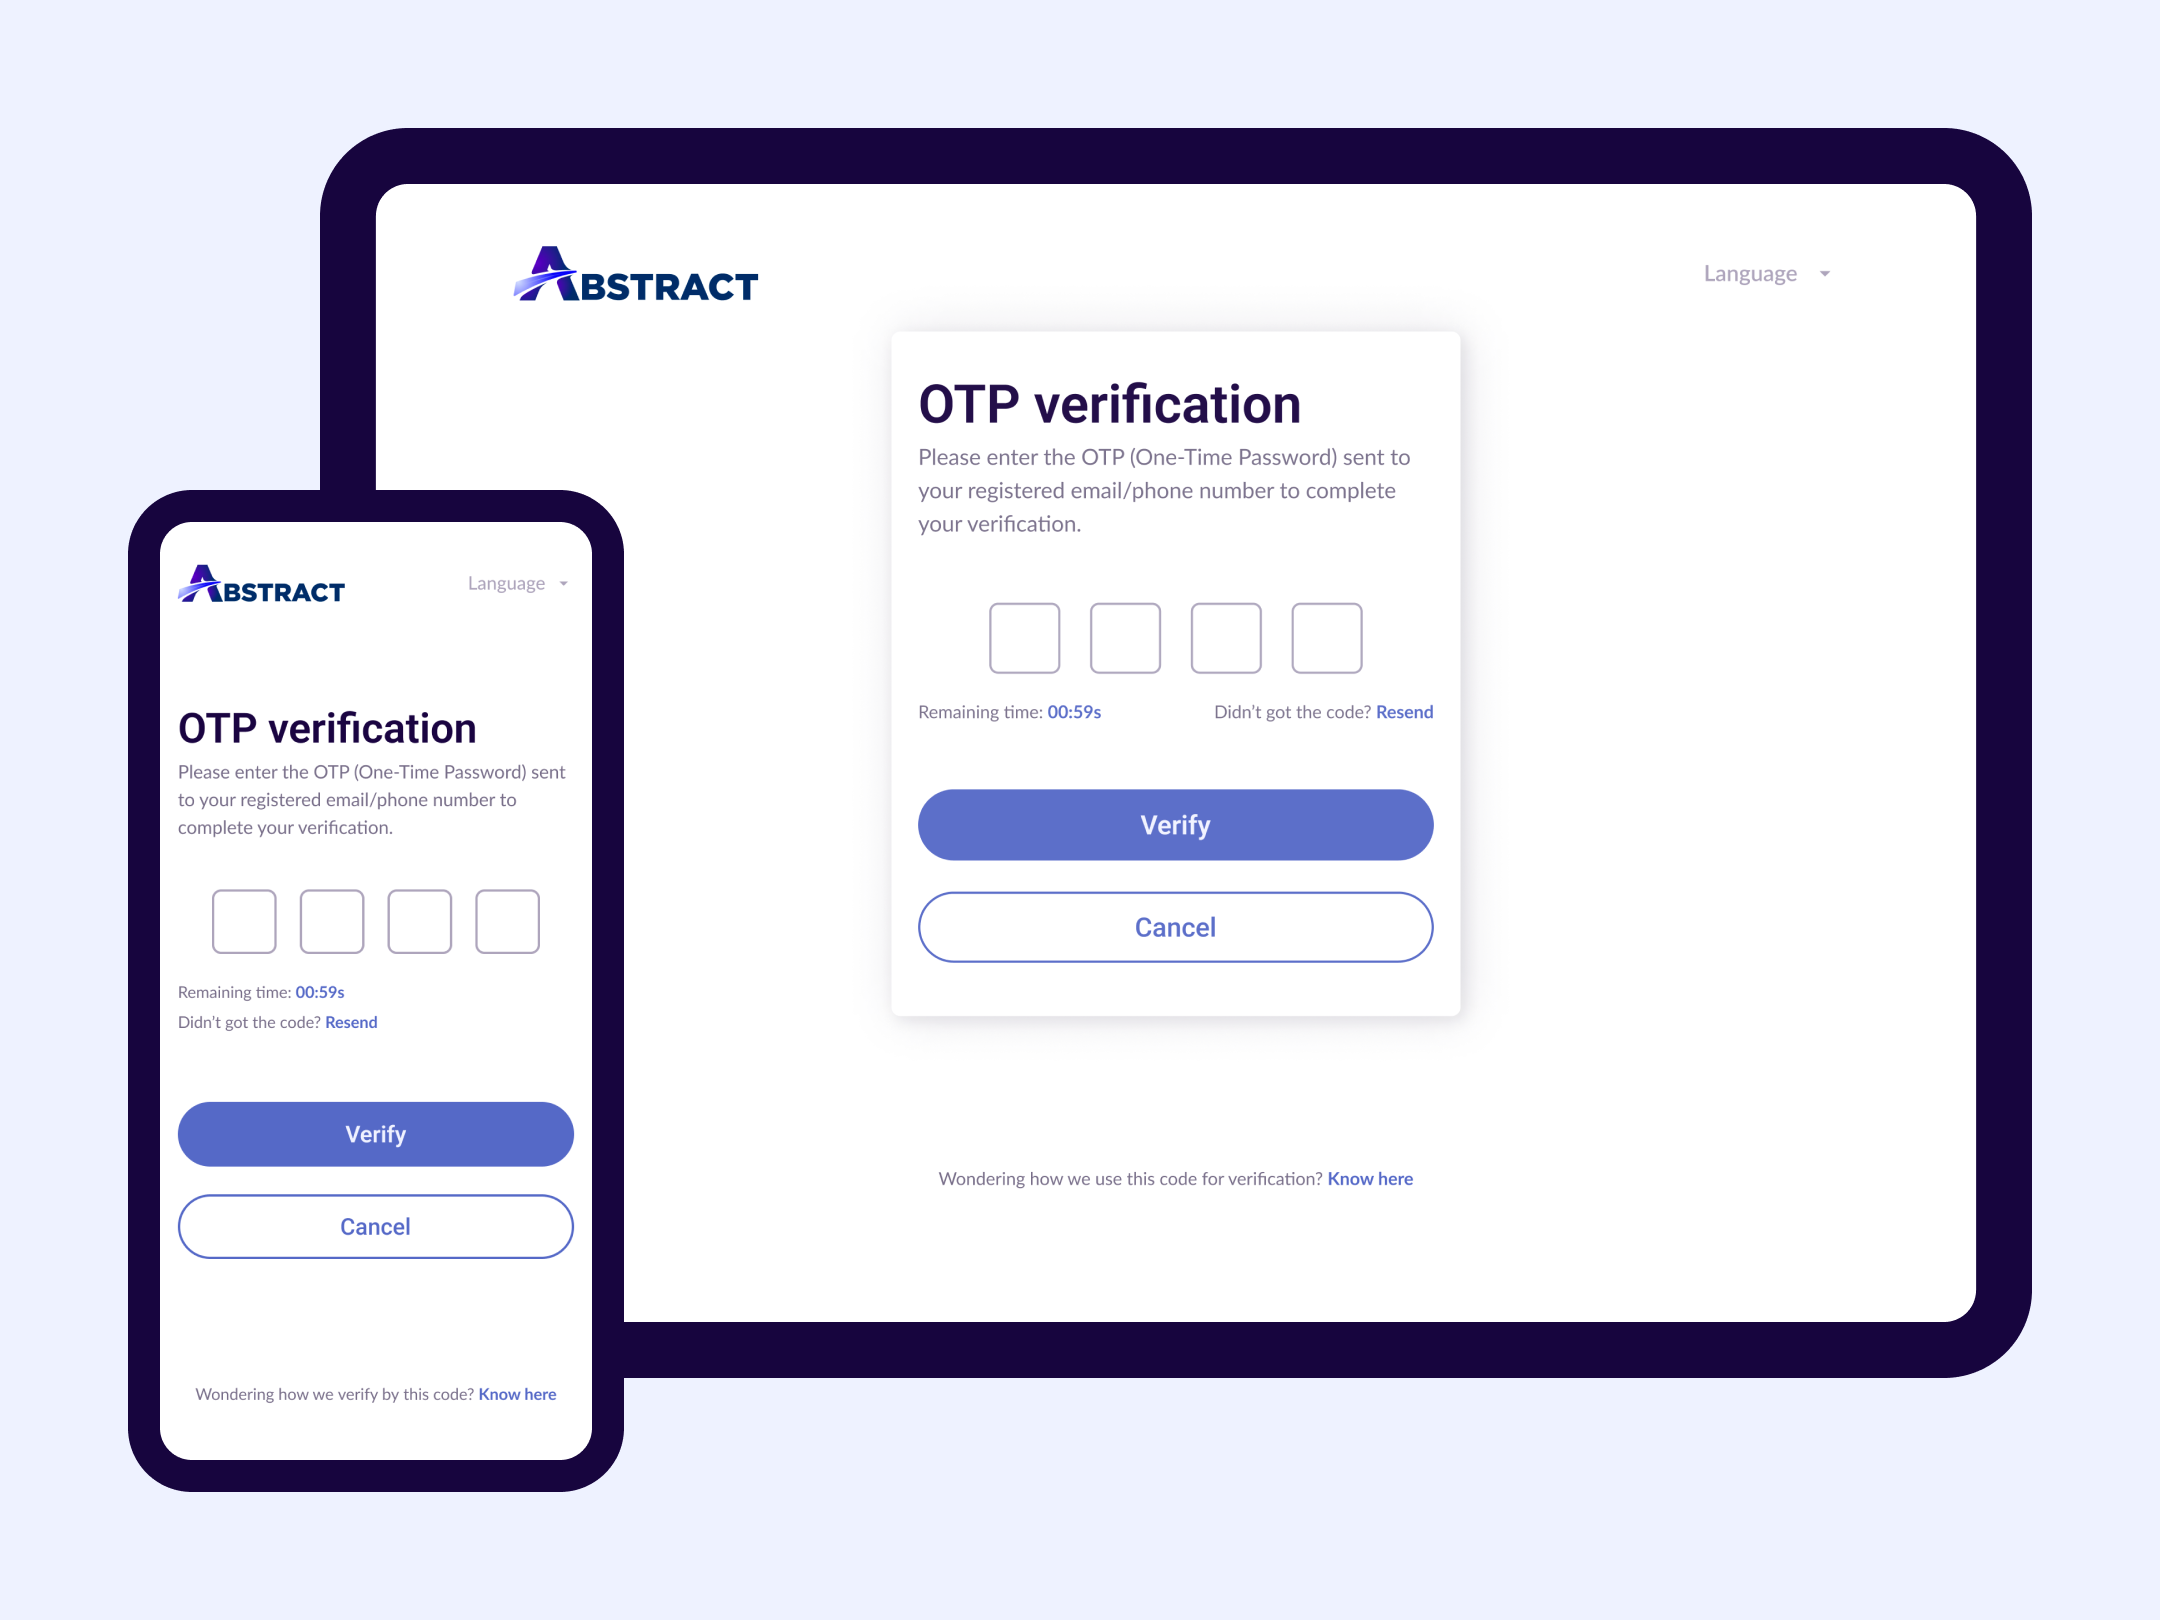 ABSTRACT
Language
OTP verification
Please enter the OTP (One-Time Password) sent to
your registered email/phone number to complete
your verification.
Remaining time: 00:59s
Didn't got the code? Resend
Verify
Cancel
Wondering how we use this code for verification? Know here
ABSTRACT
Language
OTP verification
Please enter the OTP (One-Time Password) sent
to your registered email/phone number to
complete your verification.
Remaining time: 00:59s
Didn't got the code? Resend
Verify
Cancel
Wondering how we verify by this code? Know here